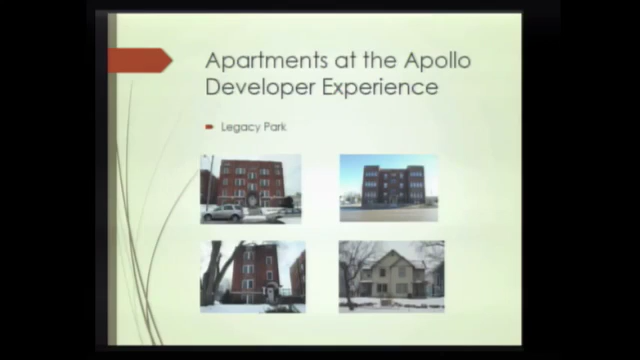 Apartments at the Apollo
Developer Experience
Legacy Park